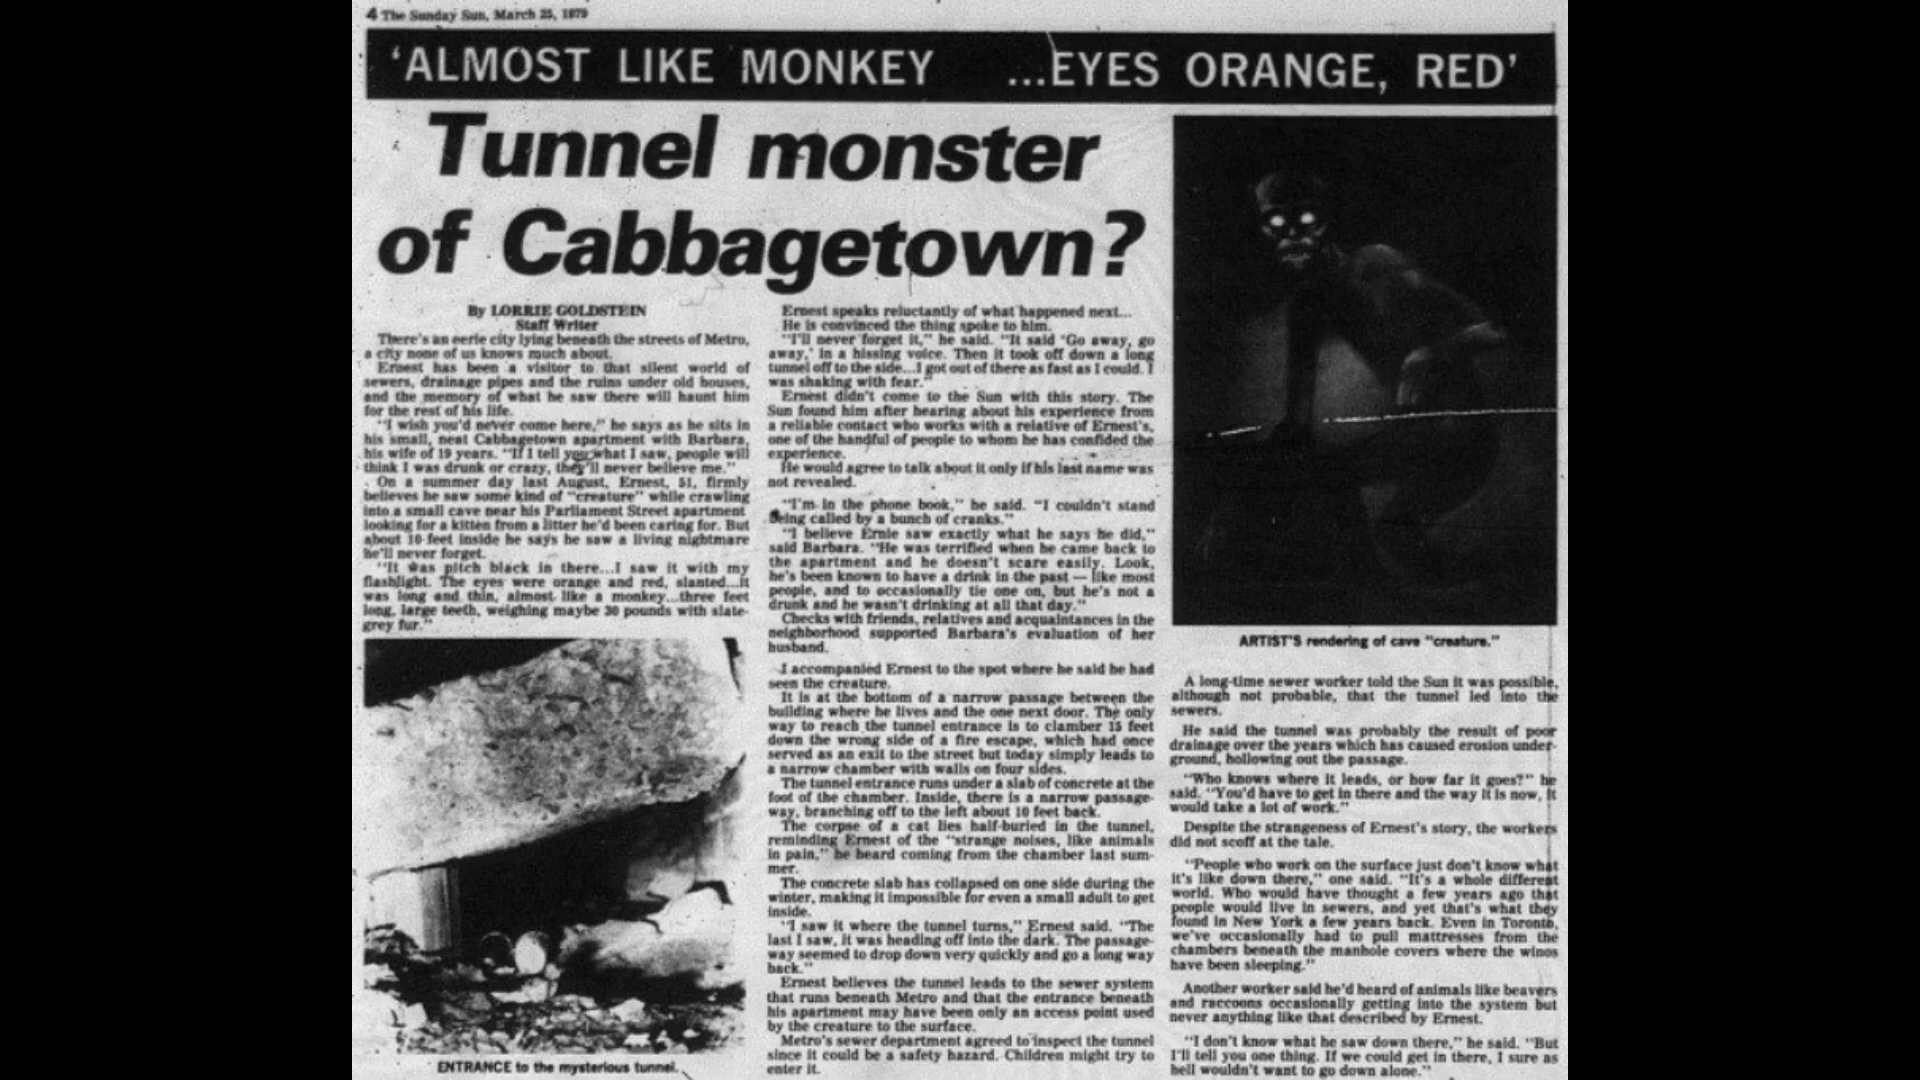 4 The Sunday Sun, March 25, 1979
'ALMOST LIKE MONKEY ...EYES ORANGE, RED'
Tunnel monster
of Cabbagetown?
By LORRIE GOLDSTEIN
Staff Writer
There's an eerie city lying beneath the streets of Metro,
a city none of us knows much about.
Ernest has been a visitor to that silent world of
sewers, drainage pipes and the ruins under old houses,
and the memory of what he saw there will haunt him
for the rest of his life.
"I wish you'd never come here," he says as he sits in
his small, neat Cabbagetown apartment with Barbara,
his wife of 19 years. "If I tell you what I saw, people will
think I was drunk or crazy, they'll never believe me."
On a summer day last August, Ernest, 51, firmly
believes he saw some kind of "creature" while crawling
into a small cave near his Parliament Street apartment
looking for a kitten from a litter he'd been caring for. But
about 10-feet inside he says he saw a living nightmare
he'll never forget.
"It was pitch black in there...I saw it with my
flashlight. The eyes were orange and red, slanted...it
was long and thin, almost like a monkey...three feet
long, large teeth, weighing maybe 30 pounds with slate-
grey fur."
ENTRANCE to the mysterious tunnel.
Ernest speaks reluctantly of what happened next...
He is convinced the thing spoke to him.
"I'll never forget it," he said. "It said 'Go away, go
away,' in a hissing voice. Then it took off down a long
tunnel off to the side...I got out of there as fast as I could. I
was shaking with fear."
Ernest didn't come to the Sun with this story. The
Sun found him after hearing about his experience from
a reliable contact who works with a relative of Ernest's,
one of the handful of people to whom he has confided the
experience.
He would agree to talk about it only if his last name was
not revealed.
"I'm in the phone book," he said. "I couldn't stand
being called by a bunch of cranks."
"I believe Ernie saw exactly what he says he did,"
said Barbara. "He was terrified when he came back to
the apartment and he doesn't scare easily. Look,
he's been known to have a drink in the past — like most
people, and to occasionally tie one on, but he's not a
drunk and he wasn't drinking at all that day."
Checks with friends, relatives and acquaintances in the
neighborhood supported Barbara's evaluation of her
husband.
I accompanied Ernest to the spot where he said he had
seen the creature.
It is at the bottom of a narrow passage between the
building where he lives and the one next door. The only
way to reach the tunnel entrance is to clamber 15 feet
down the wrong side of a fire escape, which had once
served as an exit to the street but today simply leads to
a narrow chamber with walls on four sides.
The tunnel entrance runs under a slab of concrete at the
foot of the chamber. Inside, there is a narrow passage-
way, branching off to the left about 10 feet back.
The corpse of a cat lies half-buried in the tunnel,
reminding Ernest of the "strange noises, like animals
in pain," he heard coming from the chamber last sum-
mer.
The concrete slab has collapsed on one side during the
winter, making it impossible for even a small adult to get
inside.
"I saw it where the tunnel turns," Ernest said. "The
last I saw, it was heading off into the dark. The passage-
way seemed to drop down very quickly and go a long way
back."
Ernest believes the tunnel leads to the sewer system
that runs beneath Metro and that the entrance beneath
his apartment may have been only an access point used
by the creature to the surface.
Metro's sewer department agreed to inspect the tunnel
since it could be a safety hazard. Children might try to
enter it.
ARTIST'S rendering of cave "creature."
A long-time sewer worker told the Sun it was possible,
although not probable, that the tunnel led into the
sewers.
He said the tunnel was probably the result of poor
drainage over the years which has caused erosion under-
ground, hollowing out the passage.
"Who knows where it leads, or how far it goes?" he
said. "You'd have to get in there and the way it is now, it
would take a lot of work."
Despite the strangeness of Ernest's story, the workers
did not scoff at the tale.
"People who work on the surface just don't know what
it's like down there," one said. "It's a whole different
world. Who would have thought a few years ago that
people would live in sewers, and yet that's what they
found in New York a few years back. Even in Toronto,
we've occasionally had to pull mattresses from the
chambers beneath the manhole covers where the winos
have been sleeping."
Another worker said he'd heard of animals like beavers
and raccoons occasionally getting into the system but
never anything like that described by Ernest.
"I don't know what he saw down there," he said. "But
I'll tell you one thing. If we could get in there, I sure as
hell wouldn't want to go down alone."